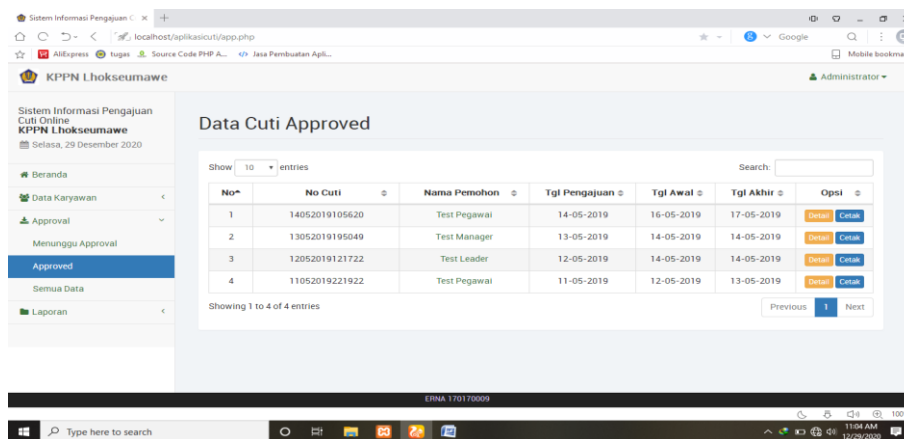 Sistem Informasi Pengajuan C
localhost/aplikasicuti/app.php
Google
AliExpress tugas Source Code PHP A... </> Jasa Pembuatan Apli...
Mobile bookma
KPPN Lhokseumawe
Administrator
Sistem Informasi Pengajuan
Cuti Online
KPPN Lhokseumawe
Selasa, 29 Desember 2020
Beranda
Data Karyawan
Approval
Menunggu Approval
Approved
Semua Data
Laporan
Data Cuti Approved
Show 10 entries
Search:
No No Cuti Nama Pemohon Tgl Pengajuan Tgl Awal Tgl Akhir Opsi
1 14052019105620 Test Pegawai 14-05-2019 16-05-2019 17-05-2019 Detail Cetak
2 13052019195049 Test Manager 13-05-2019 14-05-2019 14-05-2019 Detail Cetak
3 12052019121722 Test Leader 12-05-2019 14-05-2019 14-05-2019 Detail Cetak
4 11052019221922 Test Pegawai 11-05-2019 12-05-2019 13-05-2019 Detail Cetak
Showing 1 to 4 of 4 entries
Previous 1 Next
ERNA 170170009
100
Type here to search
11:04 AM
12/29/2020